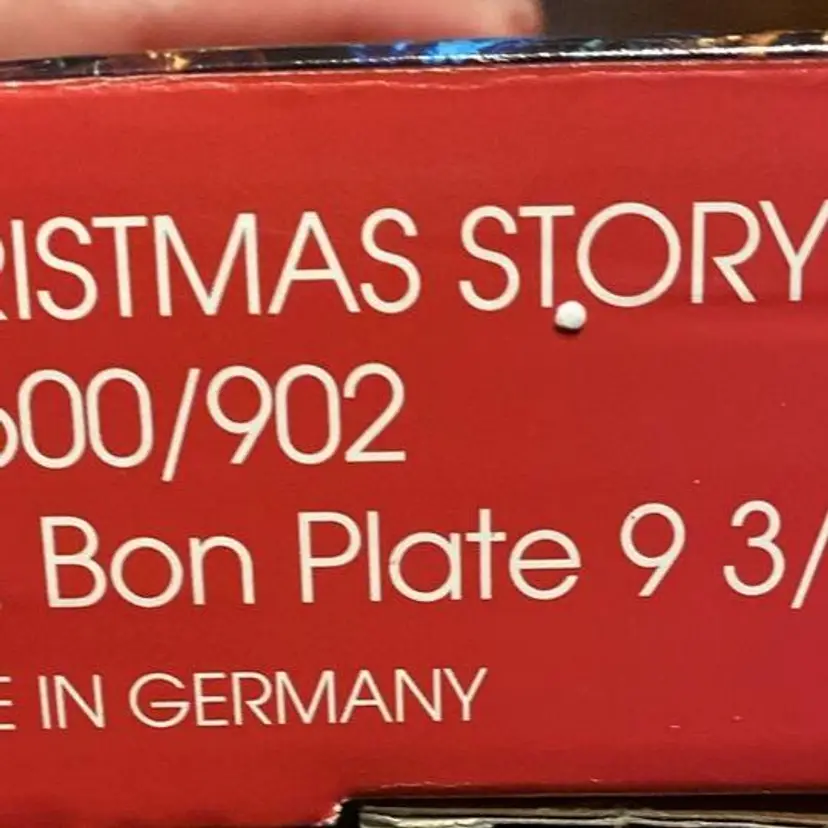 RISTMAS STORY
600/902
Bon Plate 9 3/
E IN GERMANY